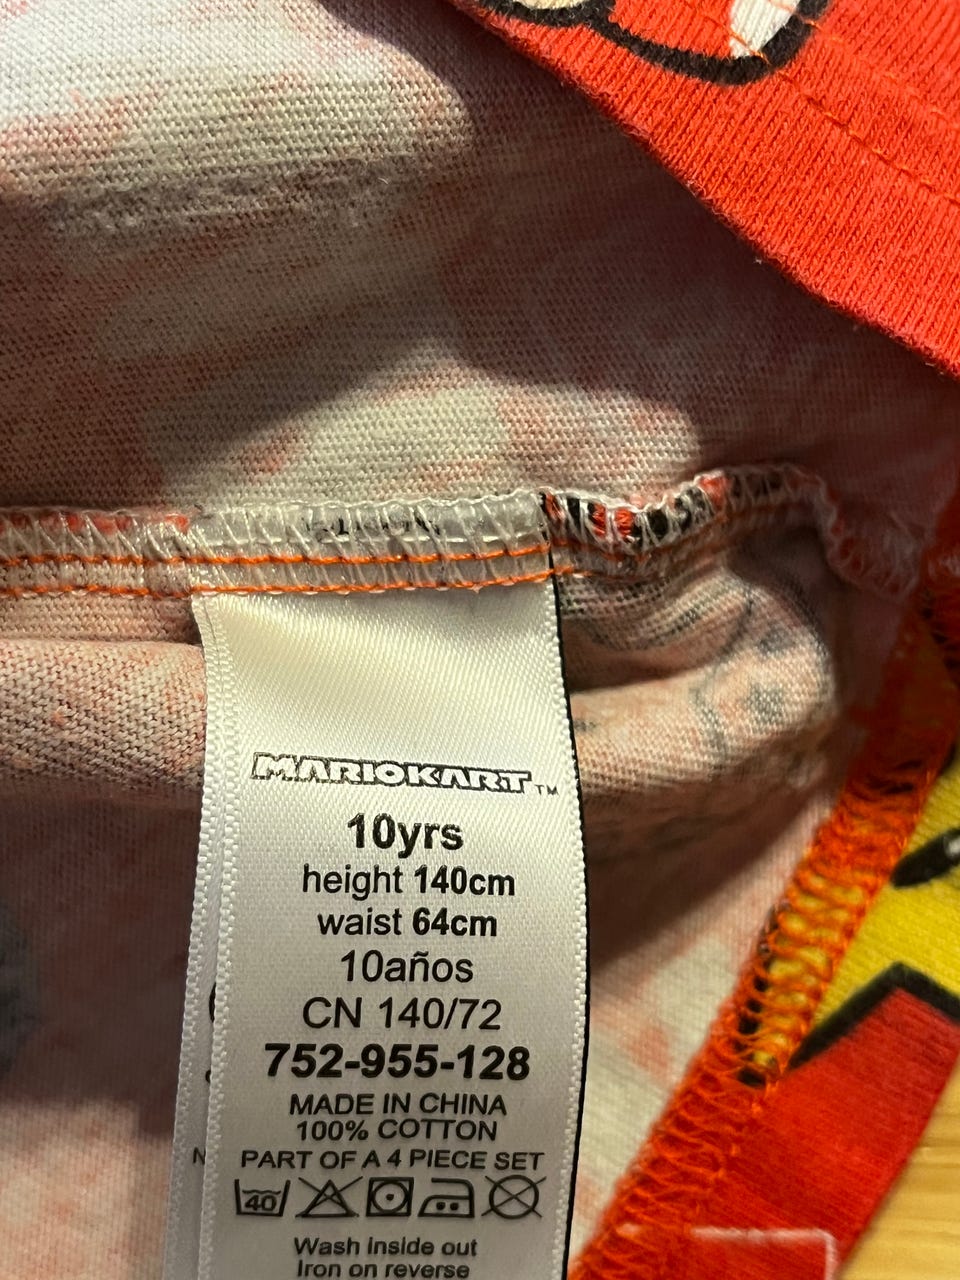 MARIOKART™
10yrs
height 140cm
waist 64cm
10años
CN 140/72
752-955-128
MADE IN CHINA
100% COTTON
PART OF A 4 PIECE SET
40
Wash inside out
Iron on reverse